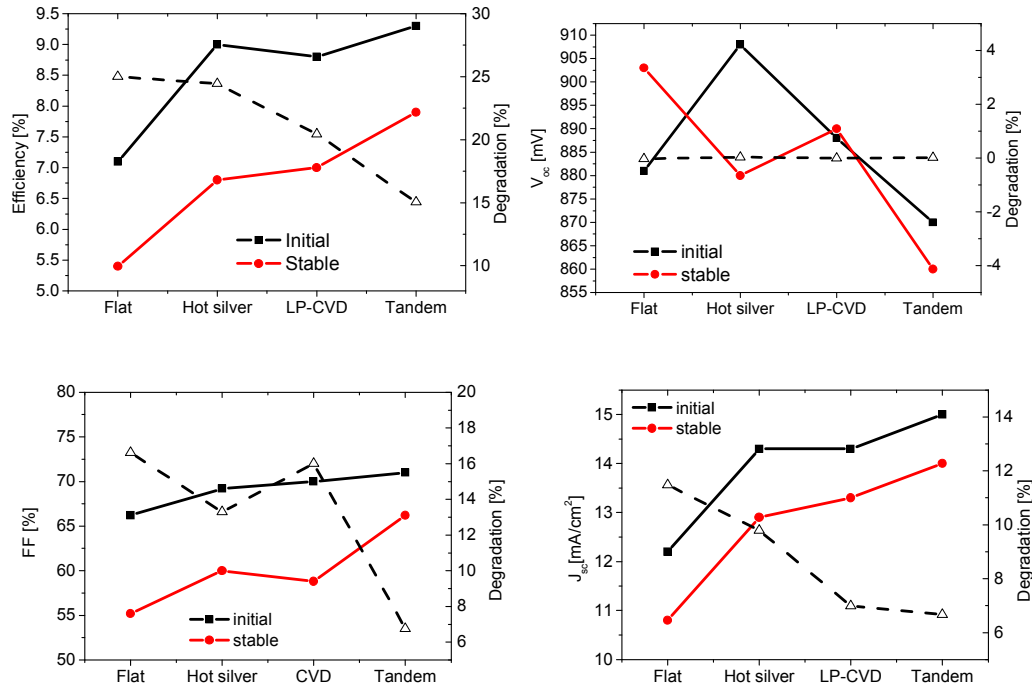 9.5
9.0
8.5
8.0
7.5
7.0
6.5
6.0
5.5
5.0
Efficiency [%]
30
25
20
15
10
Degradation [%]
Initial
Stable
Flat Hot silver LP-CVD Tandem
910
905
900
895
890
885
880
875
870
865
860
855
V_oc [mV]
4
2
0
-2
-4
Degradation [%]
initial
stable
Flat Hot silver LP-CVD Tandem
80
75
70
65
60
55
50
FF [%]
20
18
16
14
12
10
8
6
Degradation [%]
initial
stable
Flat Hot silver CVD Tandem
15
14
13
12
11
10
J_sc[mA/cm²]
14
12
10
8
6
Degradation [%]
initial
stable
Flat Hot silver LP-CVD Tandem